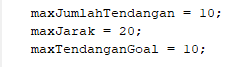 maxJumlahTendangan = 10;
maxJarak = 20;
maxTendanganGoal = 10;